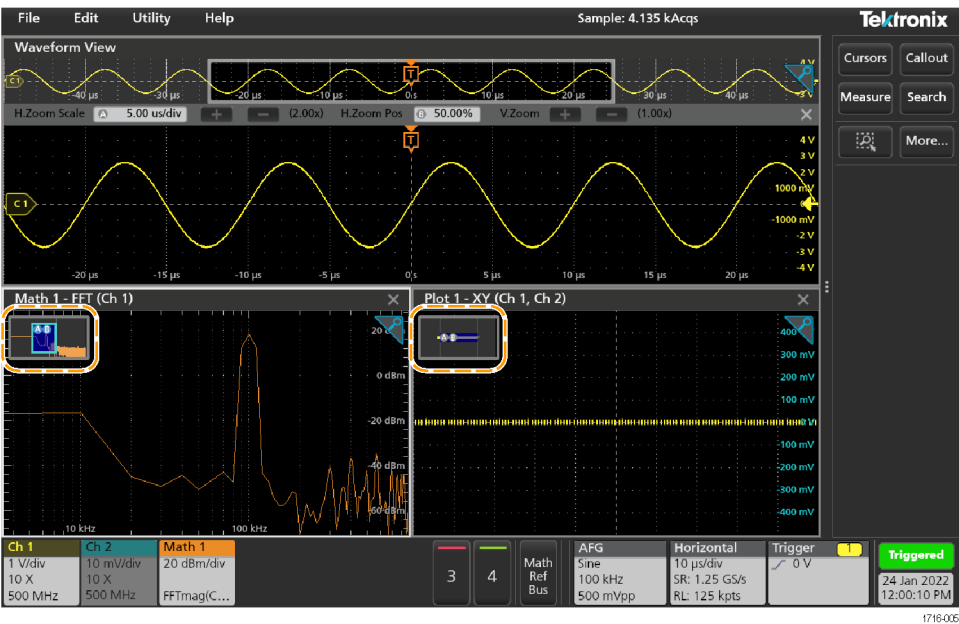 File Edit Utility Help Sample: 4.135 kAcqs Tektronix
Waveform View
Cursors Callout
C1 T
4 V
-3 V
-40 µs -30 µs -20 µs -10 µs 0 s 10 µs 20 µs 30 µs 40 µs
Measure Search
H.Zoom Scale A 5.00 us/div + − (2.00x) H.Zoom Pos B 50.00% V.Zoom + − (1.00x)
More...
T
4 V
3 V
2 V
1000 mV
C 1
-1000 mV
-2 V
-3 V
-4 V
-20 µs -15 µs -10 µs -5 µs 0 s 5 µs 10 µs 15 µs 20 µs
Math 1 - FFT (Ch 1)
A B
0 dBm
-20 dBm
-40 dBm
-60 dBm
10 kHz 100 kHz
Plot 1 - XY (Ch 1, Ch 2)
A B
400
300 mV
200 mV
100 mV
0 V
-100 mV
-200 mV
-300 mV
-400 mV
Ch 1
1 V/div
10 X
500 MHz
Ch 2
10 mV/div
10 X
500 MHz
Math 1
20 dBm/div
FFTmag(C...
3
4
Math
Ref
Bus
AFG
Sine
100 kHz
500 mVpp
Horizontal
10 µs/div
SR: 1.25 GS/s
RL: 125 kpts
Trigger 1
0 V
Triggered
24 Jan 2022
12:00:10 PM
1716-005